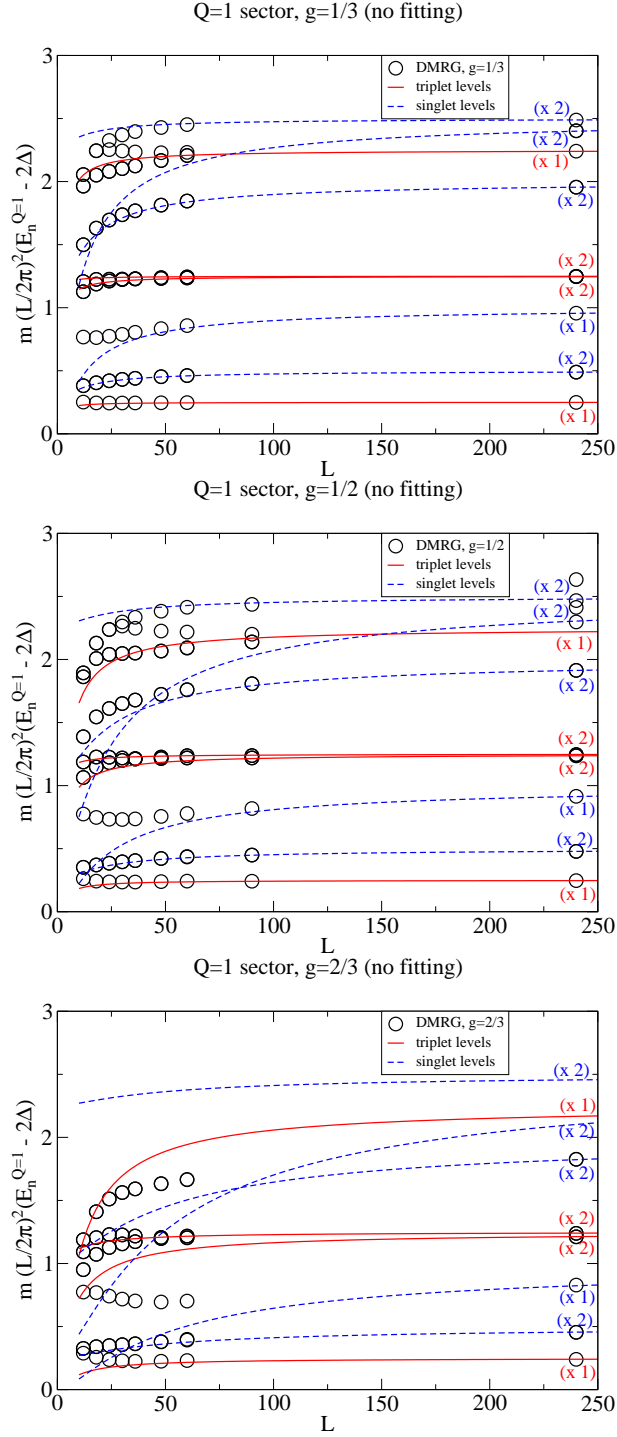 Q=1 sector, g=1/3 (no fitting)
3
DMRG, g=1/3
triplet levels
singlet levels
(x 2)
(x 2)
(x 1)
2
(x 2)
(x 2)
(x 2)
1
(x 1)
(x 2)
(x 1)
0
m (L/2π)²(E_n^{Q=1} - 2Δ)
0 50 100 150 200 250
L
Q=1 sector, g=1/2 (no fitting)
3
DMRG, g=1/2
triplet levels
singlet levels
(x 2)
(x 2)
(x 1)
2
(x 2)
(x 2)
(x 2)
1
(x 1)
(x 2)
(x 1)
0
m (L/2π)²(E_n^{Q=1} - 2Δ)
0 50 100 150 200 250
L
Q=1 sector, g=2/3 (no fitting)
3
DMRG, g=2/3
triplet levels
singlet levels
(x 2)
(x 1)
(x 2)
2
(x 2)
(x 2)
(x 2)
1
(x 1)
(x 2)
(x 1)
0
m (L/2π)²(E_n^{Q=1} - 2Δ)
0 50 100 150 200 250
L